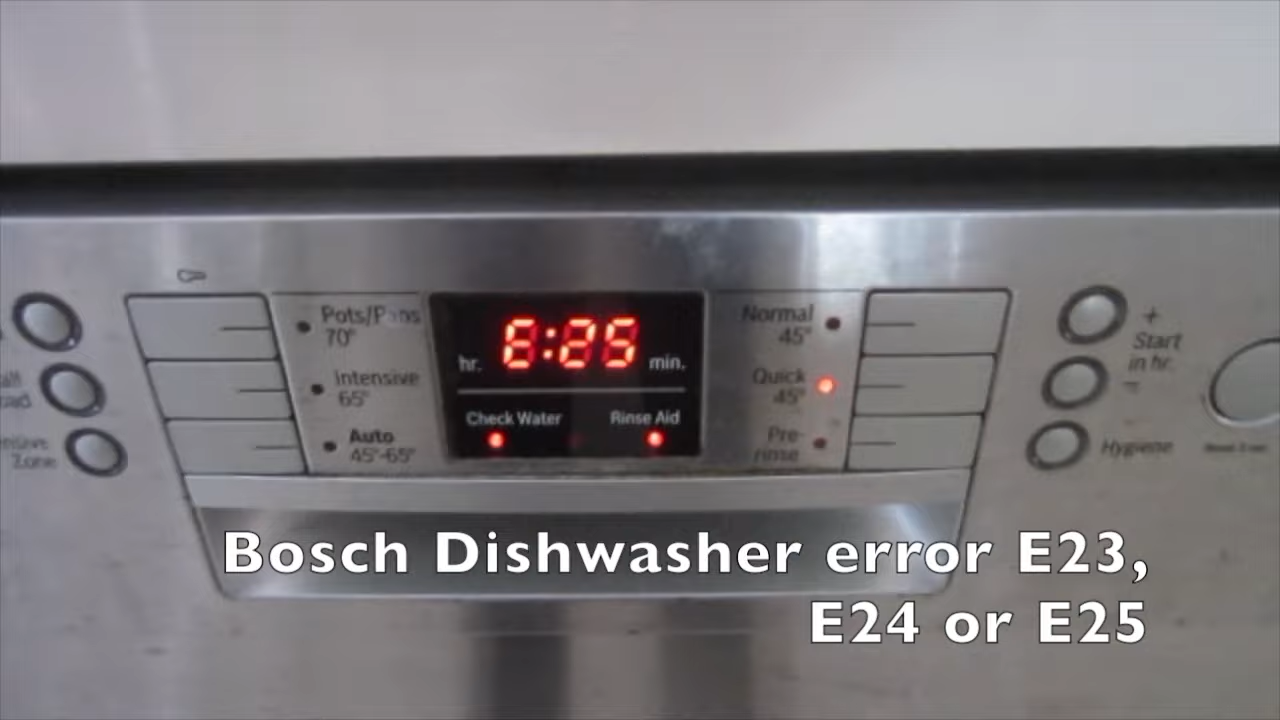 Pots/Pans
70°
Intensive
65°
Auto
45°-65°
E:25
hr.
min.
Check Water
Rinse Aid
Normal
45°
Quick
45°
Pre-
rinse
+
Start
in hr.
-
Hygiene
Zone
Bosch Dishwasher error E23,
E24 or E25